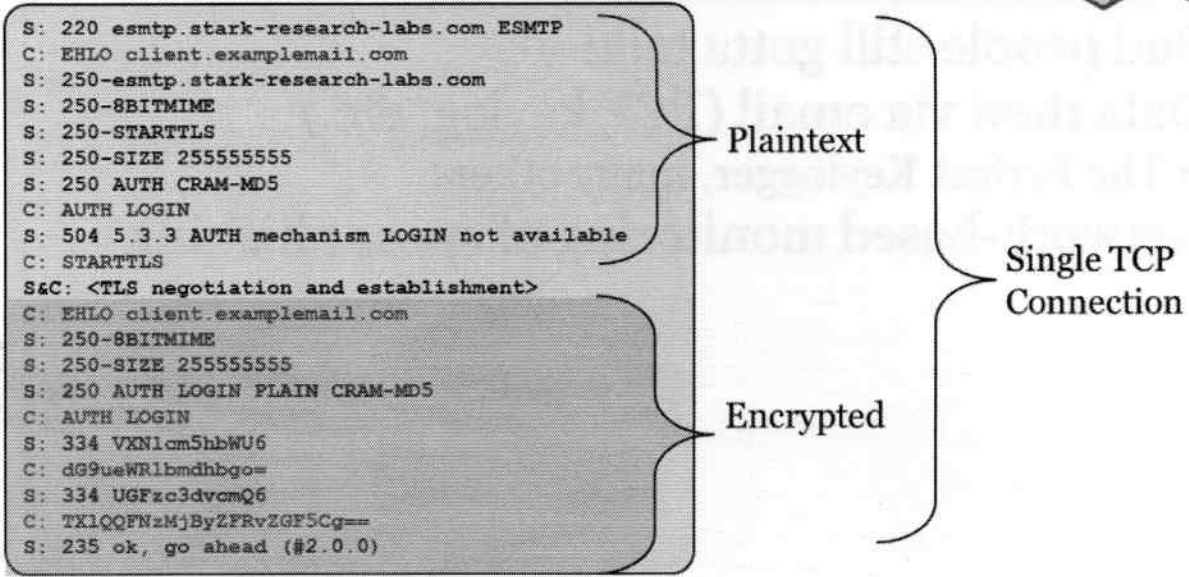 S: 220 esmtp.stark-research-labs.com ESMTP
C: EHLO client.examplemail.com
S: 250-esmtp.stark-research-labs.com
S: 250-8BITMIME
S: 250-STARTTLS
S: 250-SIZE 255555555
S: 250 AUTH CRAM-MD5
C: AUTH LOGIN
S: 504 5.3.3 AUTH mechanism LOGIN not available
C: STARTTLS
S&C: <TLS negotiation and establishment>
C: EHLO client.examplemail.com
S: 250-8BITMIME
S: 250-SIZE 255555555
S: 250 AUTH LOGIN PLAIN CRAM-MD5
C: AUTH LOGIN
S: 334 VXNlcm5hbWU6
C: dG9ueWR1bmdhbgo=
S: 334 UGFzc3dvcmQ6
C: TXlQQFNzMjByZFRvZGF5Cg==
S: 235 ok, go ahead (#2.0.0)
Plaintext
Encrypted
Single TCP
Connection